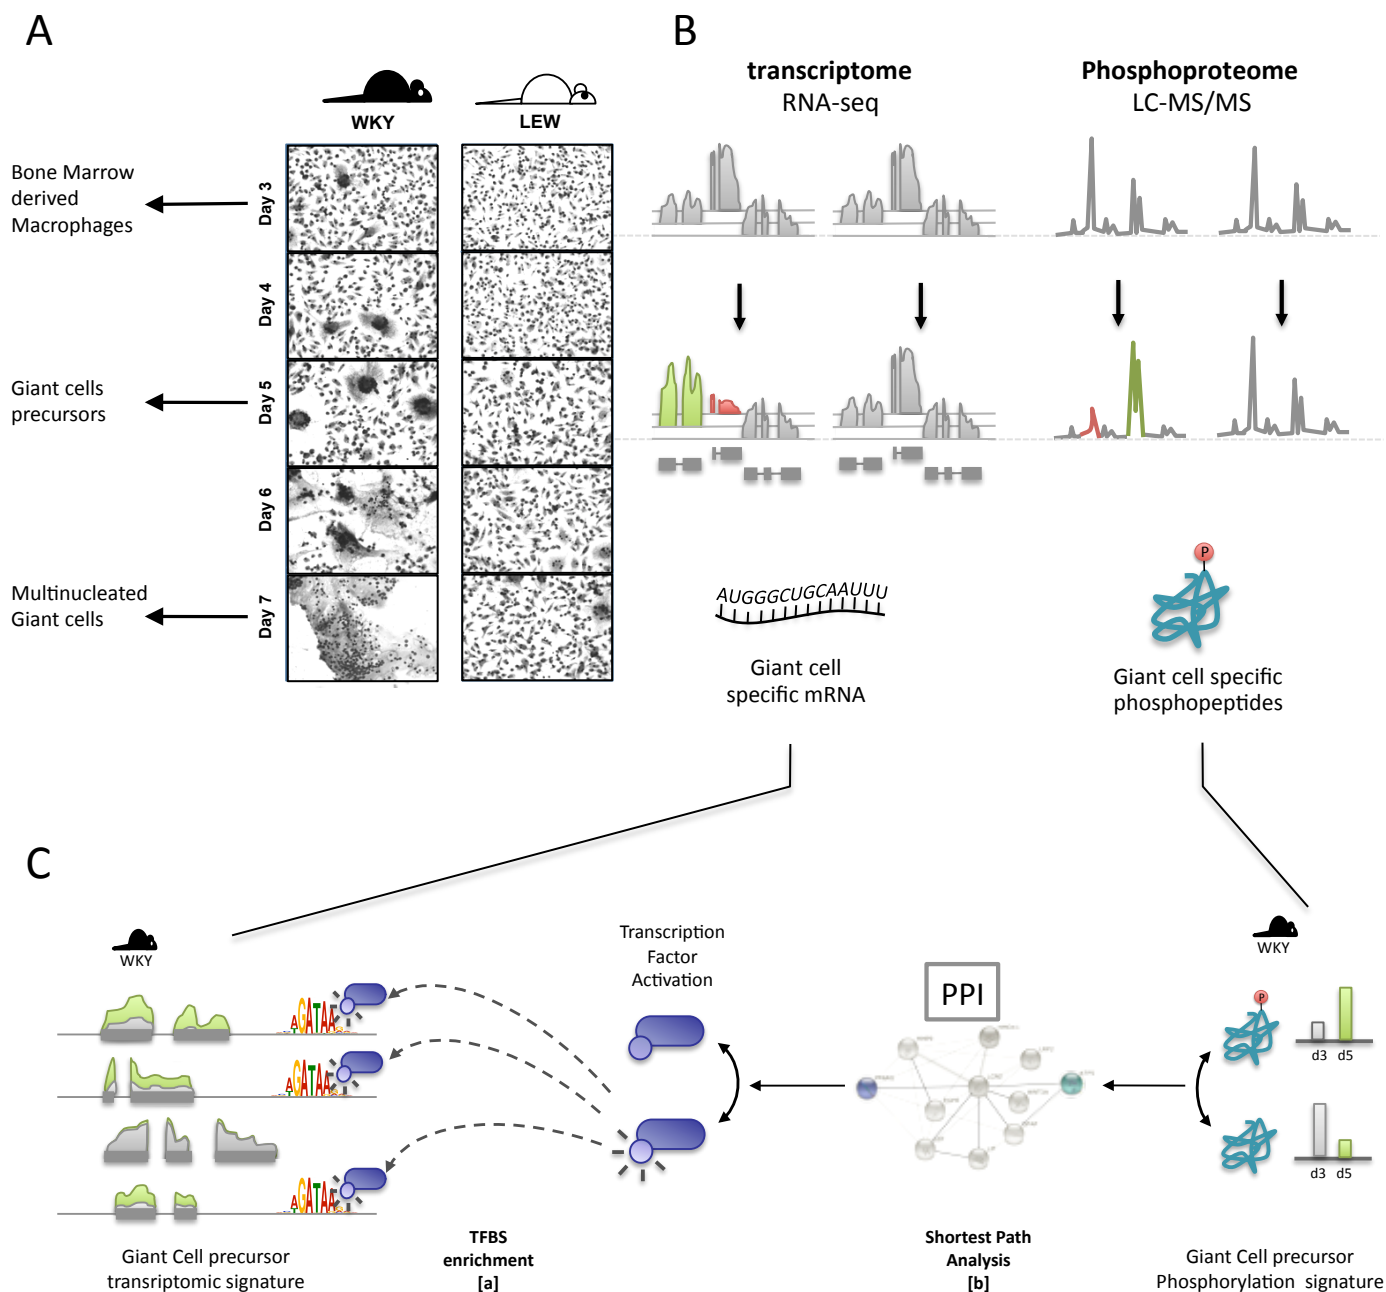 A
WKY
LEW
Bone Marrow
derived
Macrophages
Day 3
Day 4
Giant cells
precursors
Day 5
Day 6
Multinucleated
Giant cells
Day 7
B
transcriptome
RNA-seq
Phosphoproteome
LC-MS/MS
AUGGGCUGCAAUUU
Giant cell
specific mRNA
P
Giant cell specific
phosphopeptides
C
WKY
AGATAA
AGATAA
AGATAA
Giant Cell precursor
transriptomic signature
TFBS
enrichment
[a]
Transcription
Factor
Activation
PPI
Shortest Path
Analysis
[b]
WKY
P
d3 d5
d3 d5
Giant Cell precursor
Phosphorylation signature